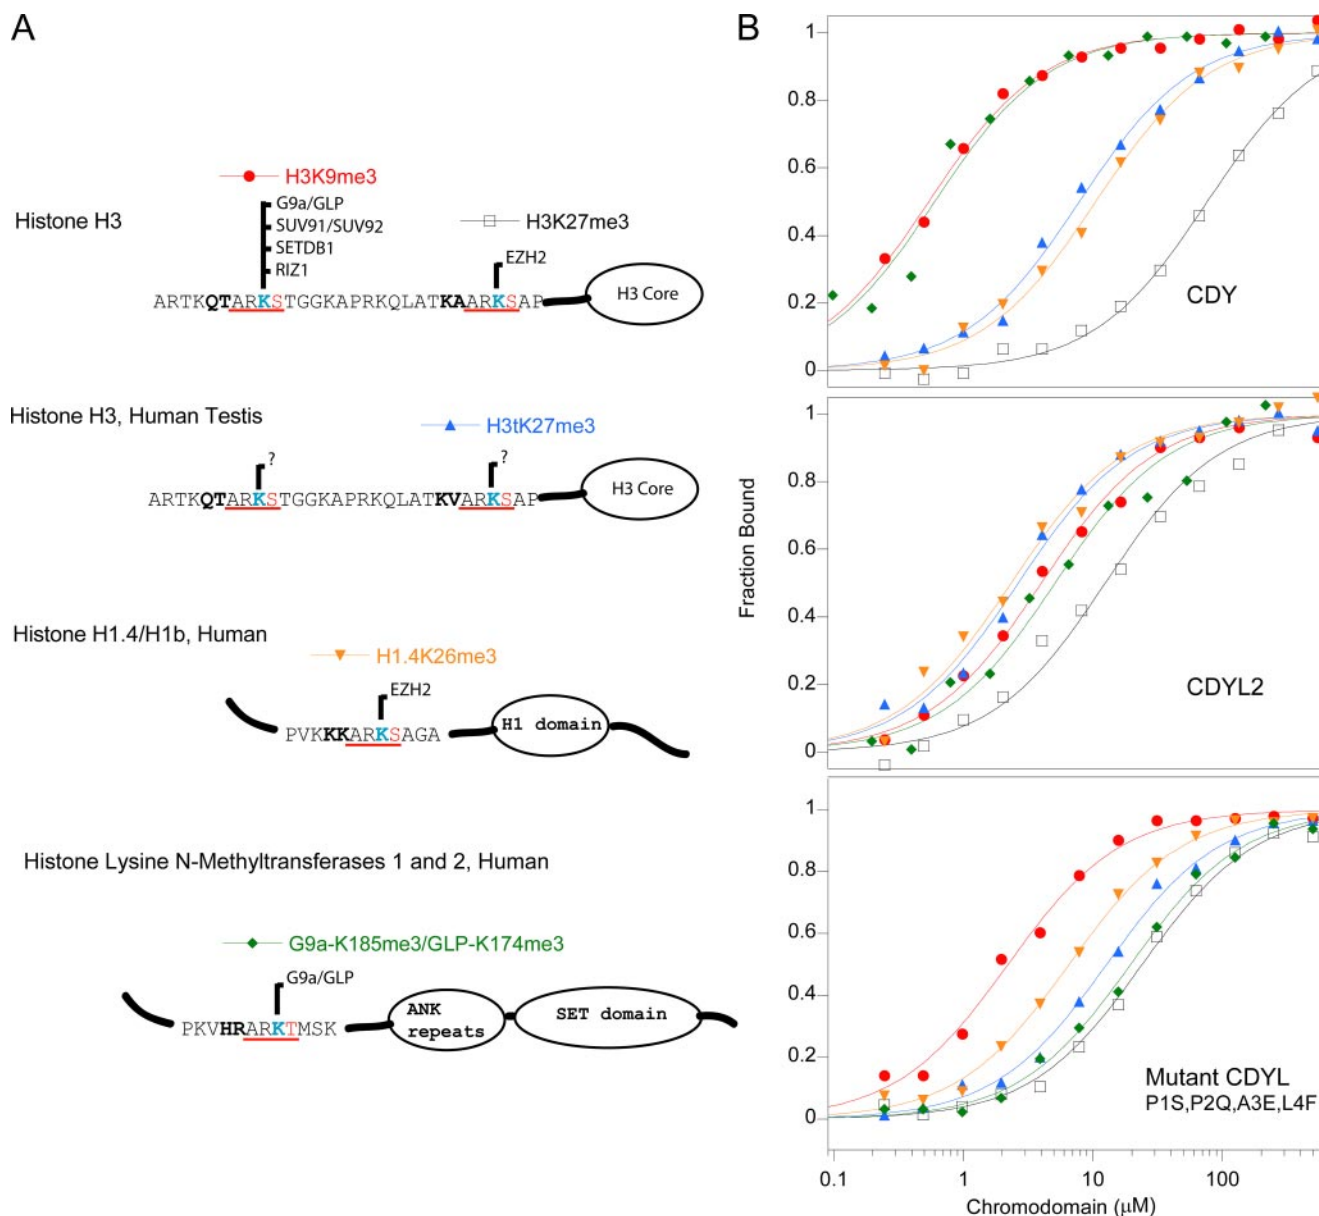 A
H3K9me3
G9a/GLP
SUV91/SUV92
SETDB1
RIZ1
Histone H3
H3K27me3
EZH2
ARTKQTARKSTGGKAPRKQLATKAARKSAP
H3 Core
Histone H3, Human Testis
H3tK27me3
?
?
ARTKQTARKSTGGKAPRKQLATKVARKSAP
H3 Core
Histone H1.4/H1b, Human
H1.4K26me3
EZH2
PVKKKARKSAGA
H1 domain
Histone Lysine N-Methyltransferases 1 and 2, Human
G9a-K185me3/GLP-K174me3
G9a/GLP
PKVHRARKTMSK
ANK
repeats
SET domain
B
1
0.8
0.6
0.4
0.2
0
CDY
1
0.8
0.6
0.4
0.2
0
CDYL2
Fraction Bound
1
0.8
0.6
0.4
0.2
0
Mutant CDYL
P1S,P2Q,A3E,L4F
0.1
1
10
100
Chromodomain (μM)